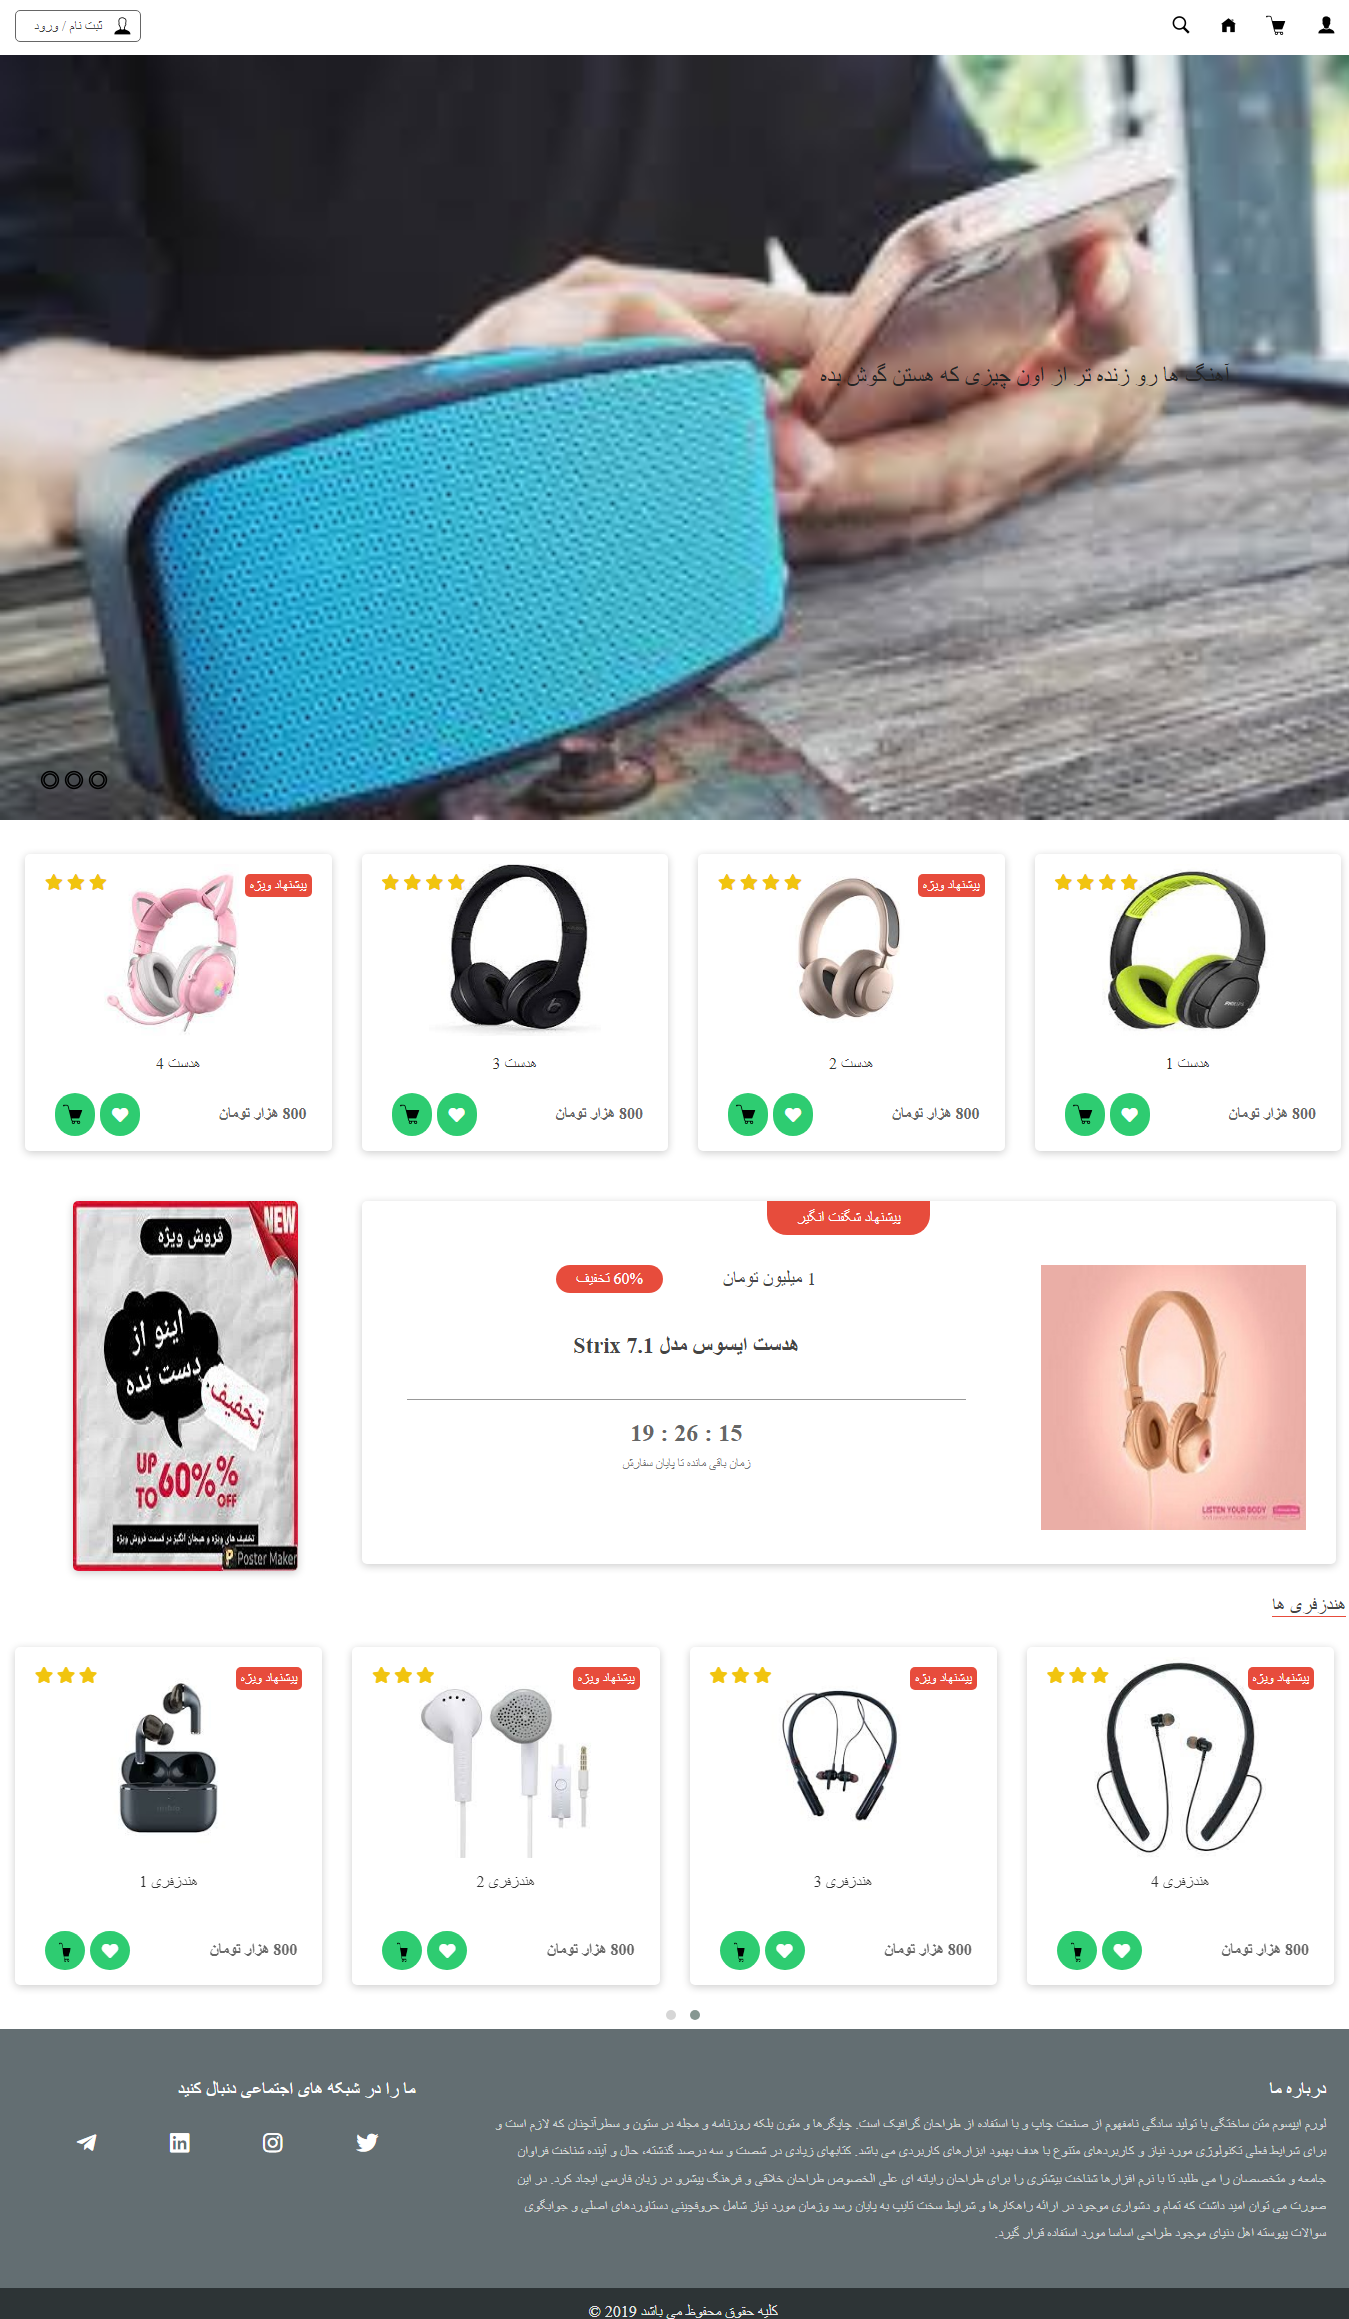 ثبت نام / ورود
آهنگ ها رو زنده تر از اون چیزی که هستن گوش بده
هدست 1
800 هزار تومان
پیشنهاد ویژه
هدست 2
800 هزار تومان
هدست 3
800 هزار تومان
پیشنهاد ویژه
هدست 4
800 هزار تومان
پیشنهاد شگفت انگیز
1 میلیون تومان
60% تخفیف
هدست ایسوس مدل Strix 7.1
19 : 26 : 15
زمان باقی مانده تا پایان سفارش
LISTEN YOUR BODY
NEW
فروش ویژه
اینو از
دست نده
تخفیف
UP TO 60% % OFF
تخفیف های ویژه و هیجان انگیز در قسمت فروش ویژه
Poster Maker
هندزفری ها
پیشنهاد ویژه
هندزفری 4
800 هزار تومان
پیشنهاد ویژه
هندزفری 3
800 هزار تومان
پیشنهاد ویژه
هندزفری 2
800 هزار تومان
پیشنهاد ویژه
هندزفری 1
800 هزار تومان
درباره ما
لورم ایپسوم متن ساختگی با تولید سادگی نامفهوم از صنعت چاپ و با استفاده از طراحان گرافیک است. چاپگرها و متون بلکه روزنامه و مجله در ستون و سطرآنچنان که لازم است و
برای شرایط فعلی تکنولوژی مورد نیاز و کاربردهای متنوع با هدف بهبود ابزارهای کاربردی می باشد. کتابهای زیادی در شصت و سه درصد گذشته، حال و آینده شناخت فراوان
جامعه و متخصصان را می طلبد تا با نرم افزارها شناخت بیشتری را برای طراحان رایانه ای علی الخصوص طراحان خلاقی و فرهنگ پیشرو در زبان فارسی ایجاد کرد. در این
صورت می توان امید داشت که تمام و دشواری موجود در ارائه راهکارها و شرایط سخت تایپ به پایان رسد وزمان مورد نیاز شامل حروفچینی دستاوردهای اصلی و جوابگوی
سوالات پیوسته اهل دنیای موجود طراحی اساسا مورد استفاده قرار گیرد.
ما را در شبکه های اجتماعی دنبال کنید
کلیه حقوق محفوظ می باشد 2019 ©